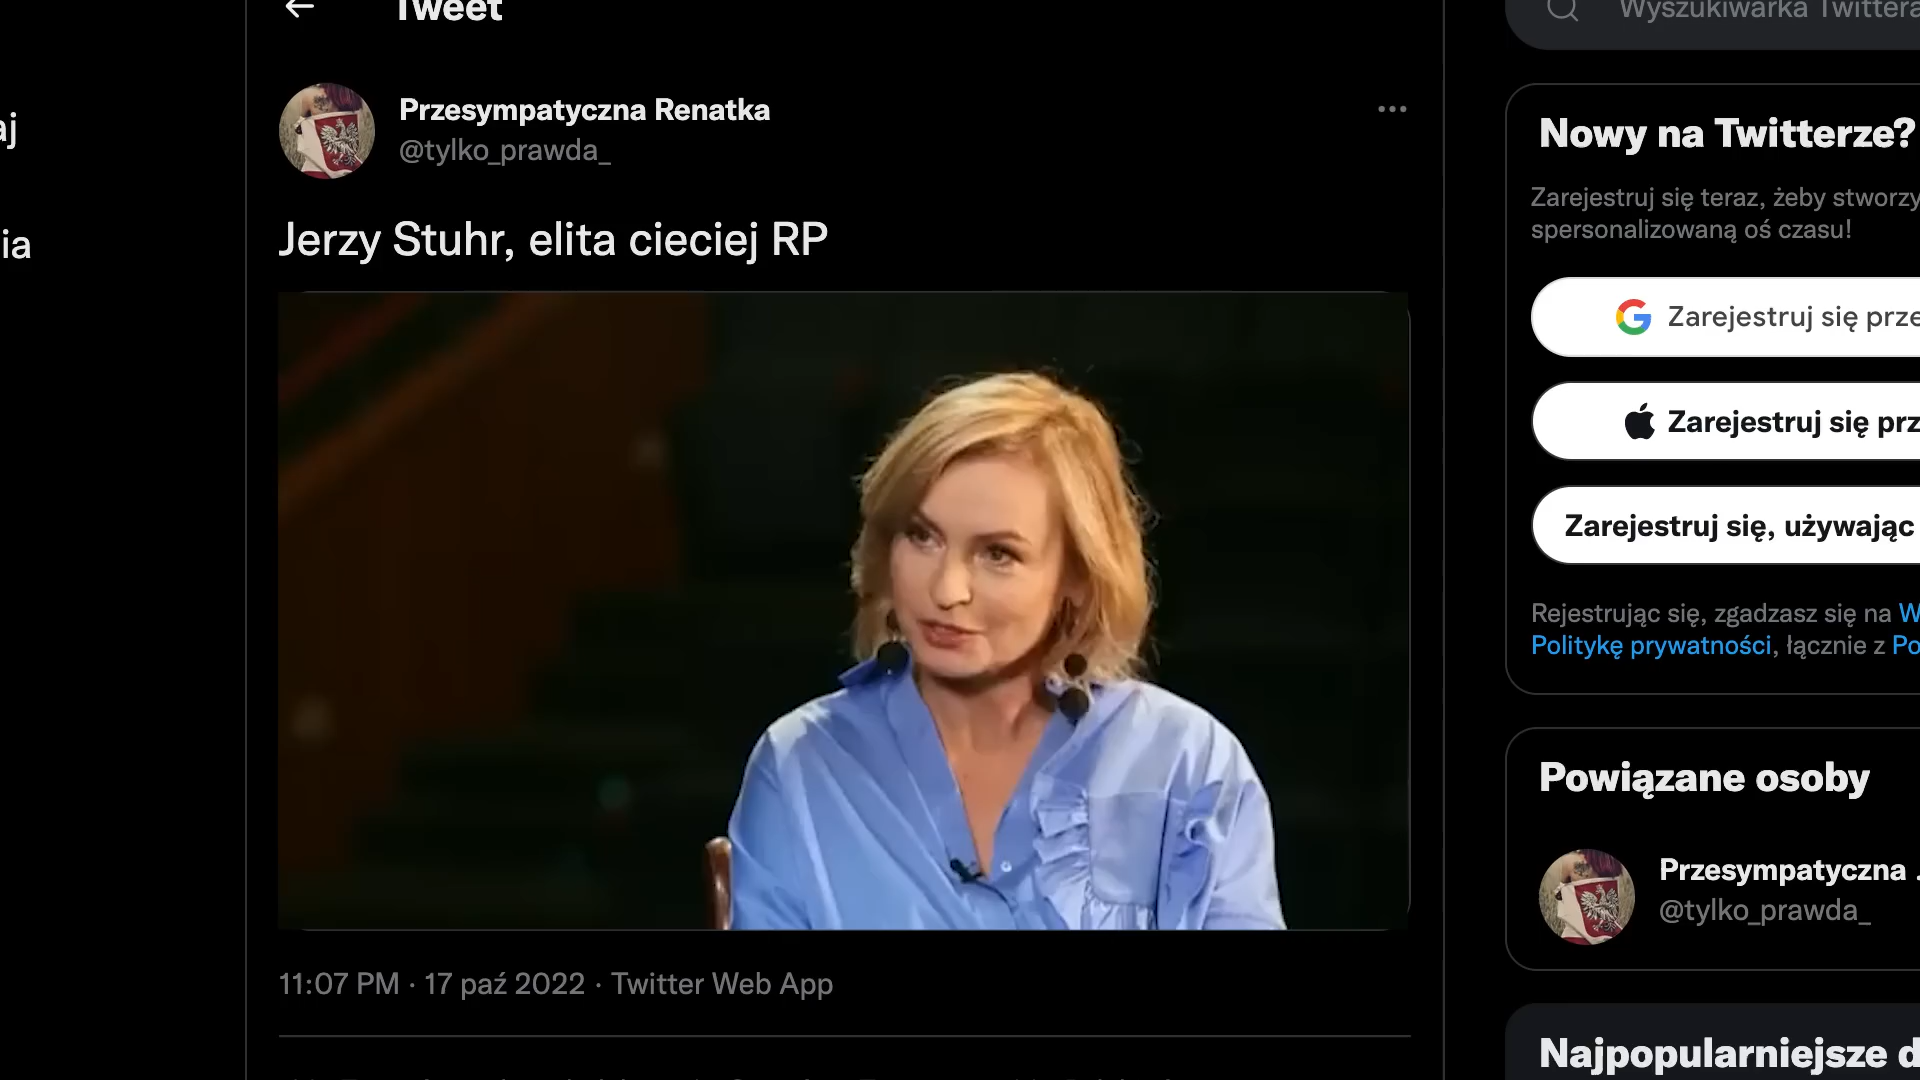 Tweet
Wyszukiwarka Twittera
aj
Przesympatyczna Renatka
@tylko_prawda_
ia
Jerzy Stuhr, elita cieciej RP
11:07 PM · 17 paź 2022 · Twitter Web App
Nowy na Twitterze?
Zarejestruj się teraz, żeby stworzy
spersonalizowaną oś czasu!
Zarejestruj się prze
Zarejestruj się prz
Zarejestruj się, używając
Rejestrując się, zgadzasz się na W
Politykę prywatności, łącznie z Po
Powiązane osoby
Przesympatyczna .
@tylko_prawda_
Najpopularniejsze d